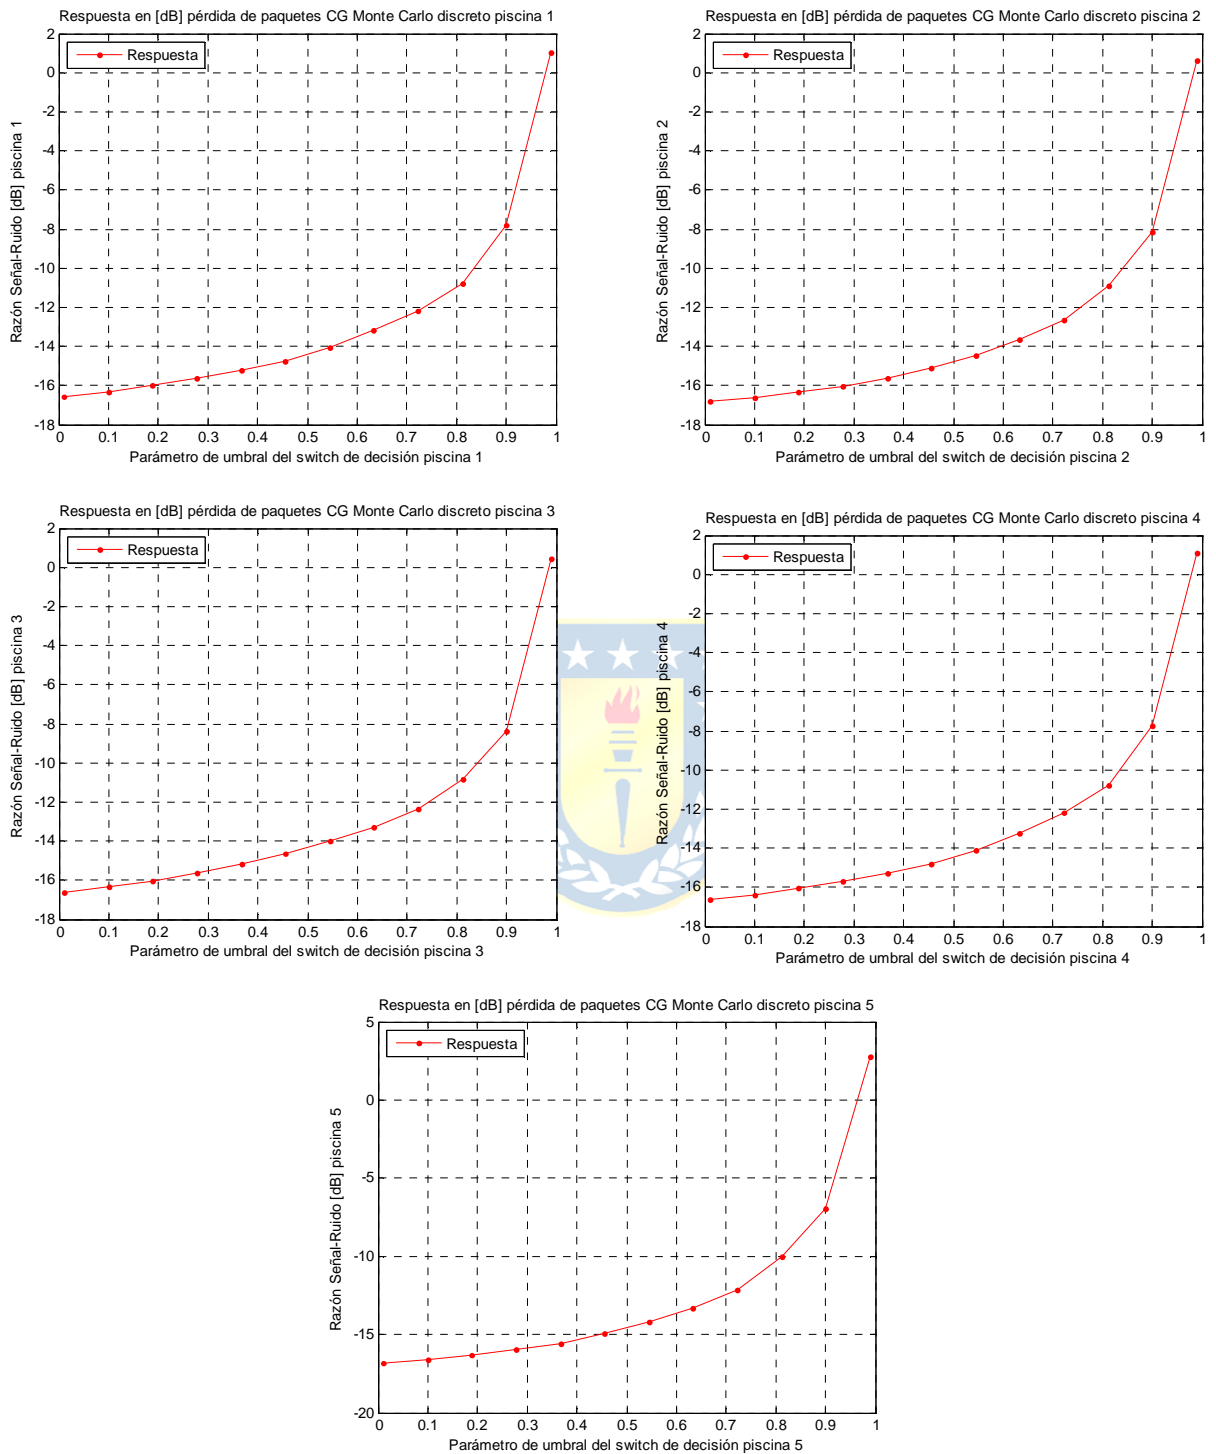 Respuesta en [dB] pérdida de paquetes CG Monte Carlo discreto piscina 1
Respuesta
Razón Señal-Ruido [dB] piscina 1
2
0
-2
-4
-6
-8
-10
-12
-14
-16
-18
0 0.1 0.2 0.3 0.4 0.5 0.6 0.7 0.8 0.9 1
Parámetro de umbral del switch de decisión piscina 1
Respuesta en [dB] pérdida de paquetes CG Monte Carlo discreto piscina 2
Respuesta
Razón Señal-Ruido [dB] piscina 2
2
0
-2
-4
-6
-8
-10
-12
-14
-16
-18
0 0.1 0.2 0.3 0.4 0.5 0.6 0.7 0.8 0.9 1
Parámetro de umbral del switch de decisión piscina 2
Respuesta en [dB] pérdida de paquetes CG Monte Carlo discreto piscina 3
Respuesta
Razón Señal-Ruido [dB] piscina 3
2
0
-2
-4
-6
-8
-10
-12
-14
-16
-18
0 0.1 0.2 0.3 0.4 0.5 0.6 0.7 0.8 0.9 1
Parámetro de umbral del switch de decisión piscina 3
Respuesta en [dB] pérdida de paquetes CG Monte Carlo discreto piscina 4
Respuesta
Razón Señal-Ruido [dB] piscina 4
2
0
-2
-4
-6
-8
-10
-12
-14
-16
-18
0 0.1 0.2 0.3 0.4 0.5 0.6 0.7 0.8 0.9 1
Parámetro de umbral del switch de decisión piscina 4
Respuesta en [dB] pérdida de paquetes CG Monte Carlo discreto piscina 5
Respuesta
Razón Señal-Ruido [dB] piscina 5
5
0
-5
-10
-15
-20
0 0.1 0.2 0.3 0.4 0.5 0.6 0.7 0.8 0.9 1
Parámetro de umbral del switch de decisión piscina 5